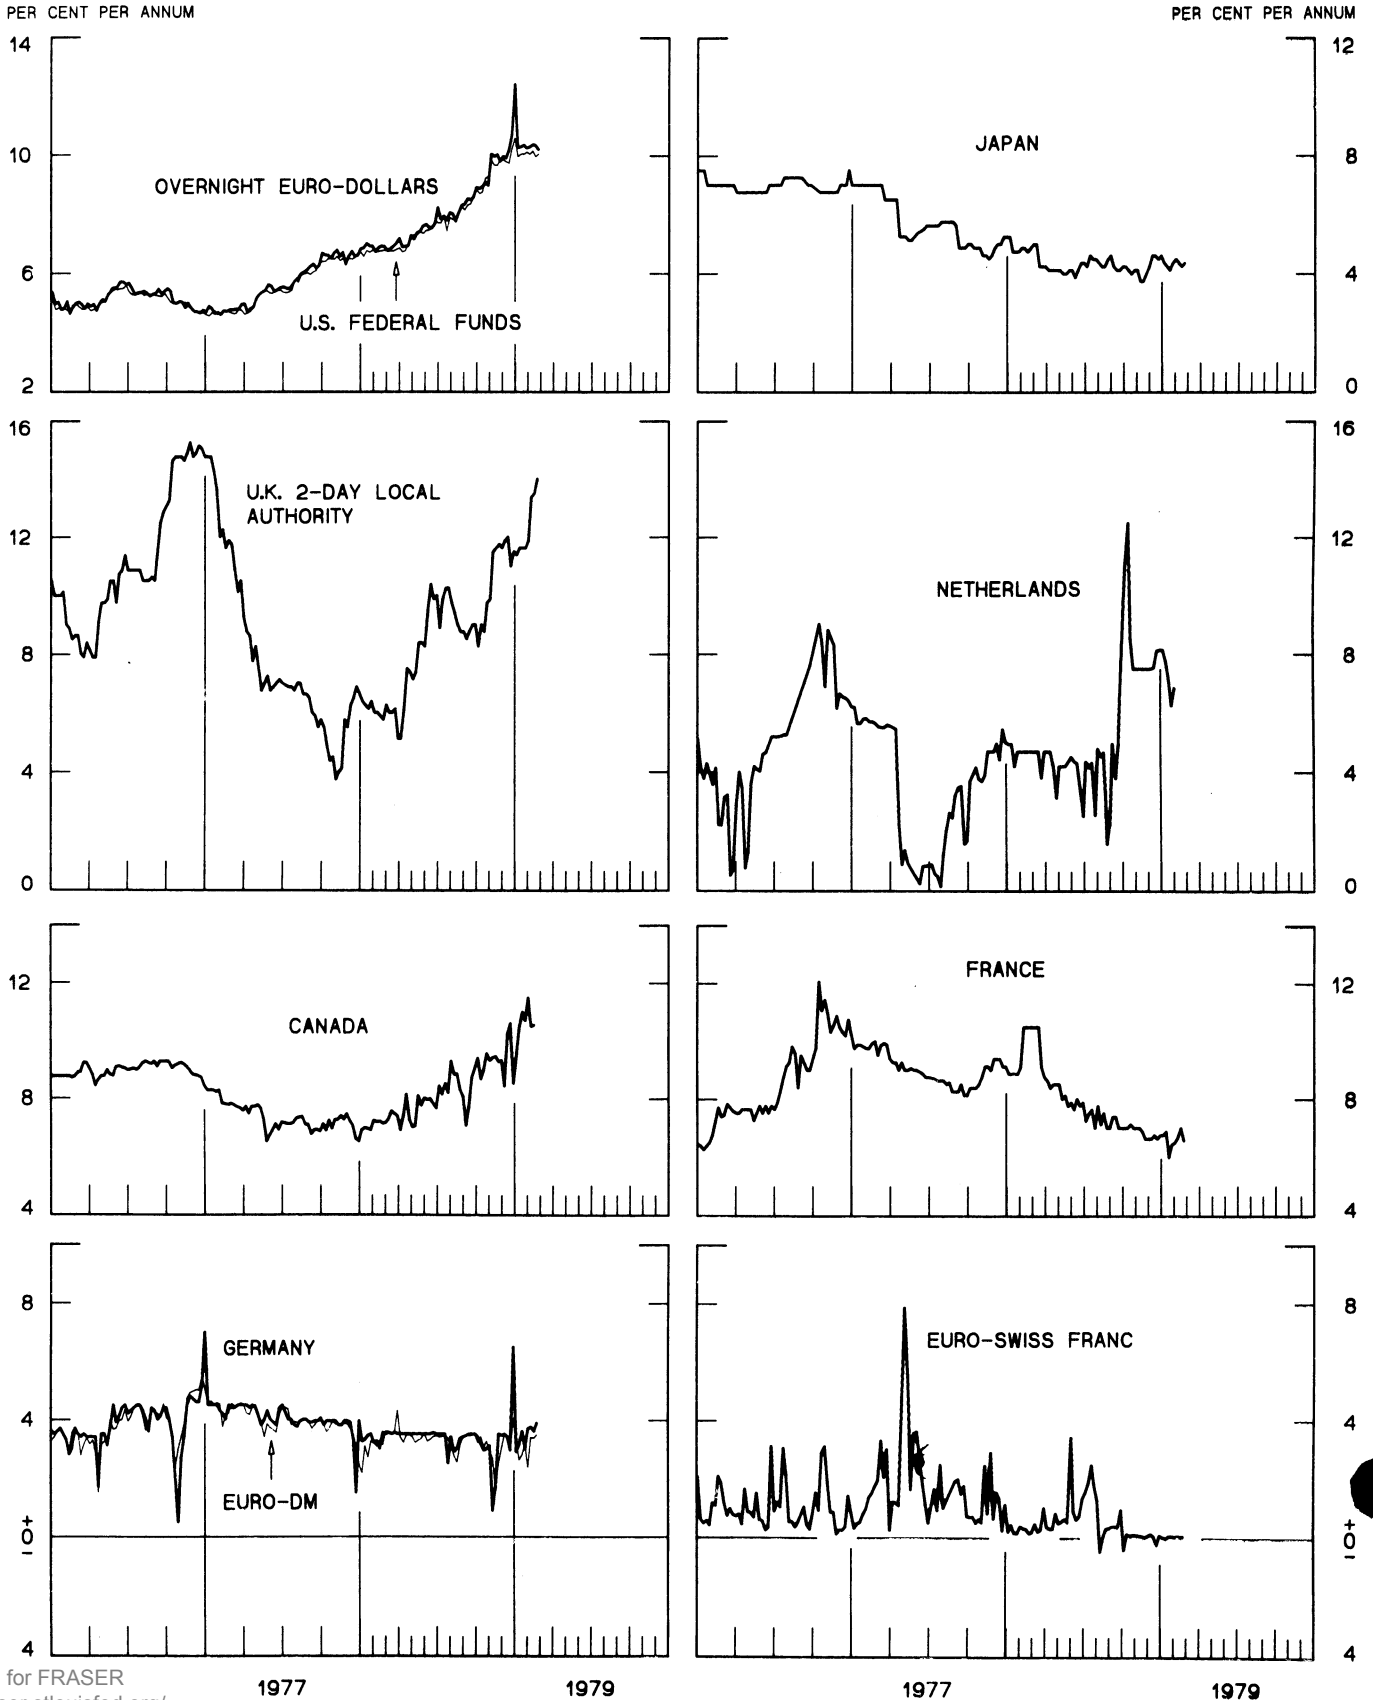 PER CENT PER ANNUM
PER CENT PER ANNUM
14
10
6
2
OVERNIGHT EURO-DOLLARS
U.S. FEDERAL FUNDS
12
8
4
0
JAPAN
16
12
8
4
0
U.K. 2-DAY LOCAL
AUTHORITY
16
12
8
4
0
NETHERLANDS
12
8
4
CANADA
12
8
4
FRANCE
8
4
+
0
−
4
GERMANY
EURO-DM
8
4
+
0
−
4
EURO-SWISS FRANC
1977
1979
1977
1979
for FRASER